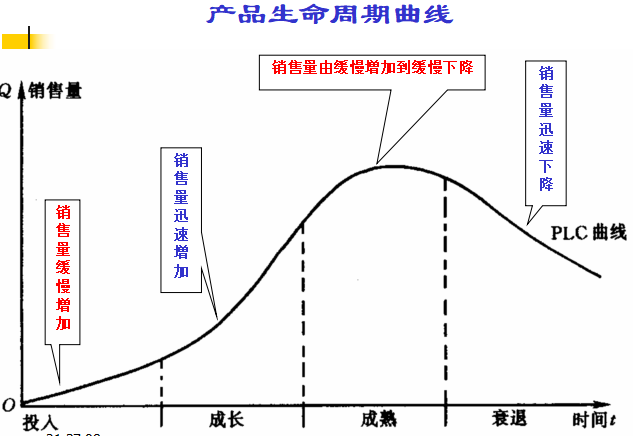 产品生命周期曲线
Q 销售量
销售量缓慢增加
销售量迅速增加
销售量由缓慢增加到缓慢下降
销售量迅速下降
PLC 曲线
O
投入
成长
成熟
衰退
时间t